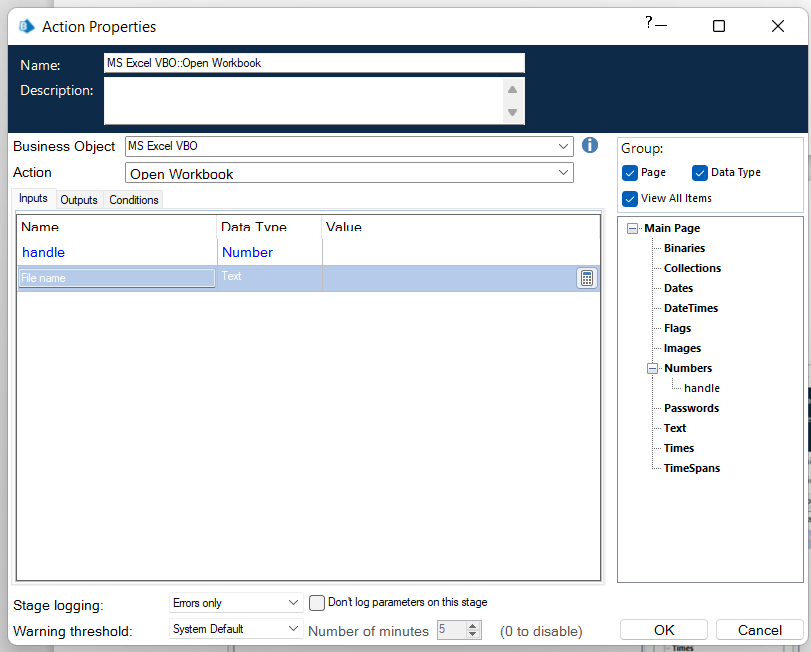 Action Properties
?
Name:
MS Excel VBO::Open Workbook
Description:
Business Object
MS Excel VBO
i
Action
Open Workbook
Inputs
Outputs
Conditions
Name
Data Type
Value
handle
Number
File name
Text
Group:
Page
Data Type
View All Items
Main Page
Binaries
Collections
Dates
DateTimes
Flags
Images
Numbers
handle
Passwords
Text
Times
TimeSpans
Stage logging:
Errors only
Don't log parameters on this stage
Warning threshold:
System Default
Number of minutes
5
(0 to disable)
OK
Cancel
Times